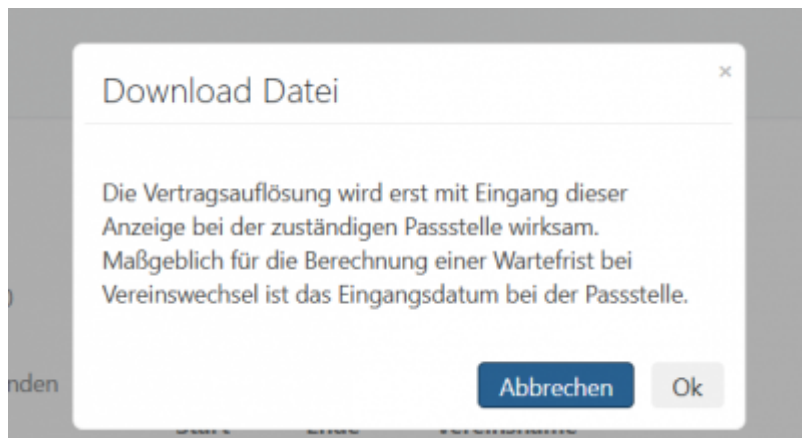 Download Datei
×
Die Vertragsauflösung wird erst mit Eingang dieser
Anzeige bei der zuständigen Passstelle wirksam.
Maßgeblich für die Berechnung einer Wartefrist bei
Vereinswechsel ist das Eingangsdatum bei der Passstelle.
nden
Abbrechen Ok